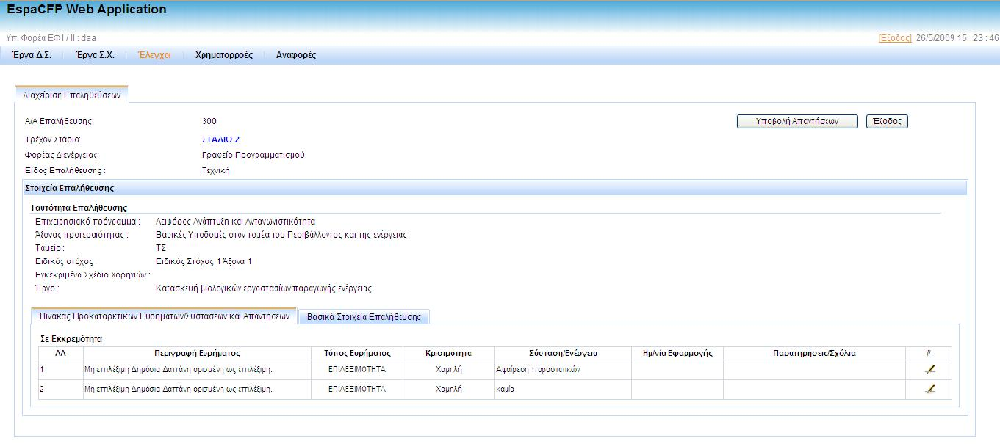 EspaCFP Web Application
Υπ. Φορέα ΕΦΙ / ΙΙ : daa [Έξοδος] 26/5/2009 15 23 : 46
Έργα Δ.Σ. Έργα Σ.Χ. Έλεγχοι Χρηματορροές Αναφορές
Διαχείριση Επαληθεύσεων
Α/Α Επαλήθευσης: 300 Υποβολή Απαντήσεων Έξοδος
Τρέχον Στάδιο: ΣΤΑΔΙΟ 2
Φορέας Διενέργειας: Γραφείο Προγραμματισμού
Είδος Επαλήθευσης : Τεχνική
Στοιχεία Επαλήθευσης
Ταυτότητα Επαλήθευσης
Επιχειρησιακό πρόγραμμα : Αειφόρος Ανάπτυξη και Ανταγωνιστικότητα
Άξονας προτεραιότητας : Βασικές Υποδομές στον τομέα του Περιβάλλοντος και της ενέργειας
Ταμείο : ΤΣ
Ειδικός στόχος : Ειδικός Στόχος 1 Άξονα 1
Εγκεκριμένο Σχέδιο Χορηγιών :
Έργο : Κατασκευή βιολογικών εργοστασίων παραγωγής ενέργειας.
Πίνακας Προκαταρκτικών Ευρημάτων/Συστάσεων και Απαντήσεων Βασικά Στοιχεία Επαλήθευσης
Σε Εκκρεμότητα
ΑΑ Περιγραφή Ευρήματος Τύπος Ευρήματος Κρισιμότητα Σύσταση/Ενέργεια Ημ/νία Εφαρμογής Παρατηρήσεις/Σχόλια #
1 Μη επιλέξιμη Δημόσια Δαπάνη ορισμένη ως επιλέξιμη. ΕΠΙΛΕΞΙΜΟΤΗΤΑ Χαμηλή Αφαίρεση παραστατικών
2 Μη επιλέξιμη Δημόσια Δαπάνη ορισμένη ως επιλέξιμη. ΕΠΙΛΕΞΙΜΟΤΗΤΑ Χαμηλή καμία